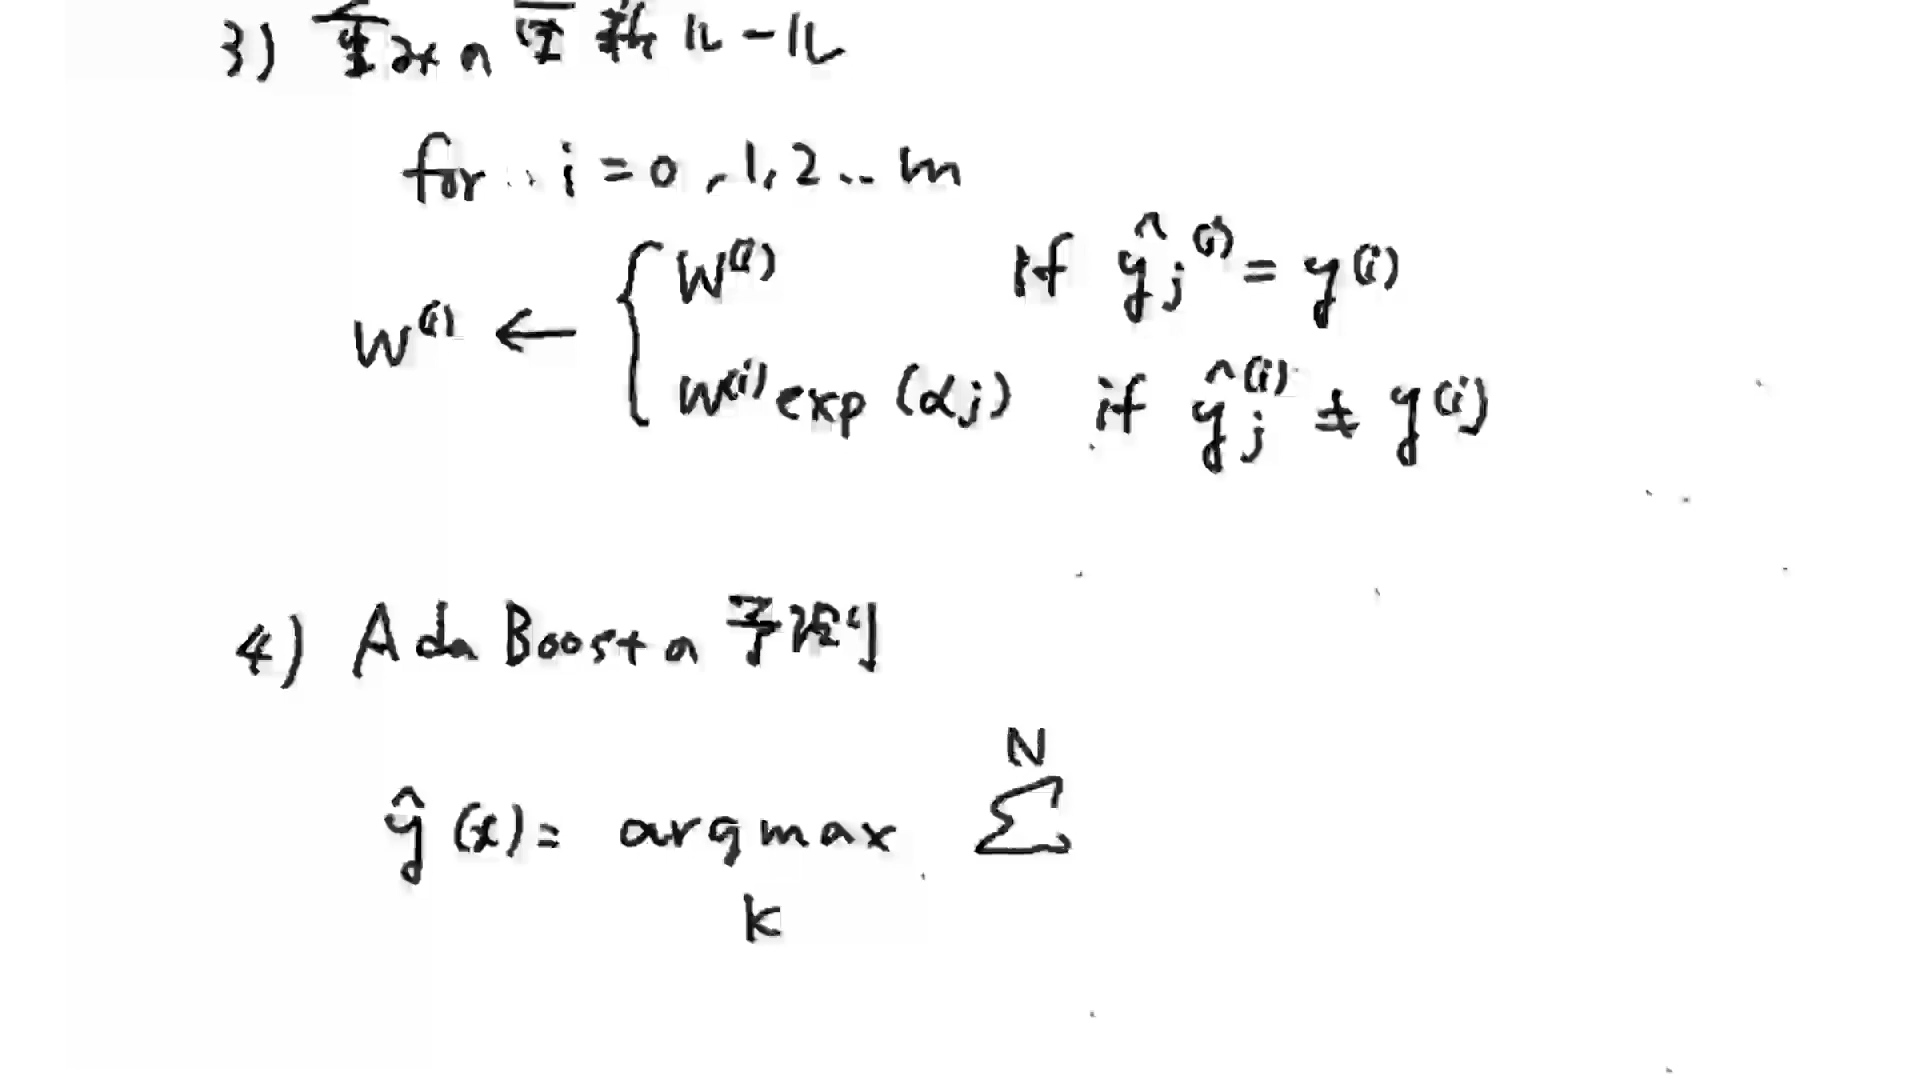 3) 重みの更新ルール
for i = 0, 1, 2 .. m
w⁽ⁱ⁾ ← { w⁽ⁱ⁾ if ŷⱼ⁽ⁱ⁾ = y⁽ⁱ⁾
w⁽ⁱ⁾ exp (αⱼ) if ŷⱼ⁽ⁱ⁾ ≠ y⁽ⁱ⁾
4) AdaBoostの予測
N
ŷ (x) = argmax Σ
k